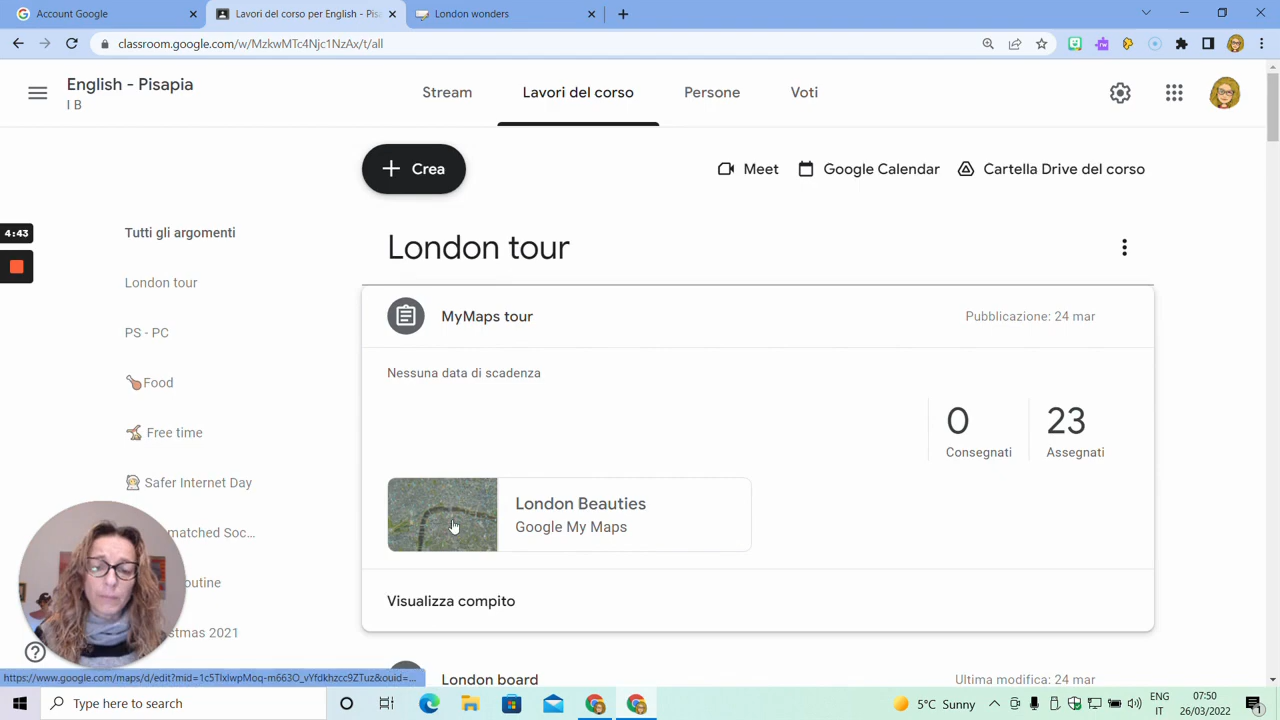 Account Google
Lavori del corso per English - Pisa
London wonders
classroom.google.com/w/MzkwMTc4Njc1NzAx/t/all
English - Pisapia
I B
Stream
Lavori del corso
Persone
Voti
Crea
Meet
Google Calendar
Cartella Drive del corso
4:43
Tutti gli argomenti
London tour
PS - PC
Food
Free time
Safer Internet Day
matched Soc...
outine
stmas 2021
London tour
MyMaps tour
Pubblicazione: 24 mar
Nessuna data di scadenza
0
Consegnati
23
Assegnati
London Beauties
Google My Maps
Visualizza compito
London board
Ultima modifica: 24 mar
Type here to search
5°C Sunny
ENG
IT
07:50
26/03/2022
1